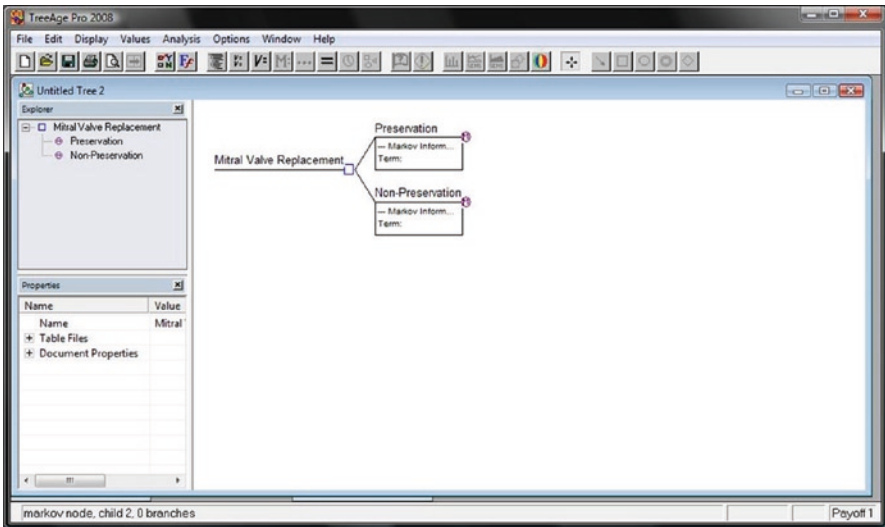 TreeAge Pro 2008
File Edit Display Values Analysis Options Window Help
Untitled Tree 2
Explorer
Mitral Valve Replacement
Preservation
Non-Preservation
Properties
Name Value
Name Mitral
Table Files
Document Properties
Mitral Valve Replacement
Preservation
— Markov Inform...
Term:
Non-Preservation
— Markov Inform...
Term:
markov node, child 2, 0 branches
Payoff 1